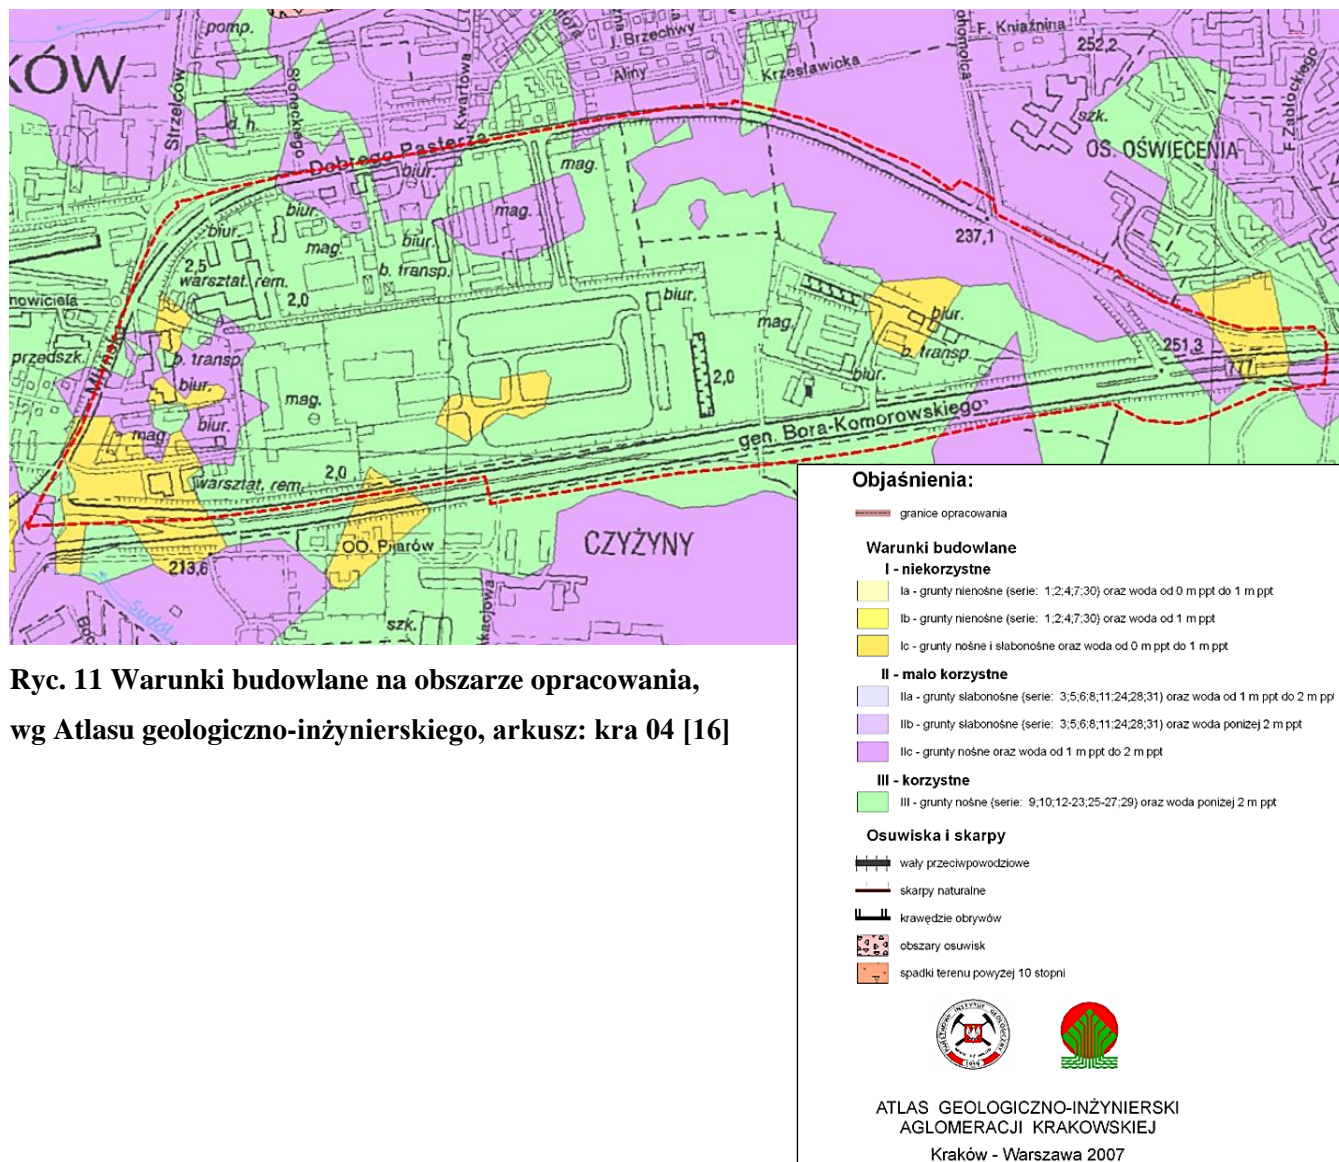 pomp.
J. Brzechwy
F. Kniaźnina
252,2
KÓW
Strzelców
Aliny
Krzesławicka
Kwartowa
F. Zabłockiego
d. h.
szk.
Dobrego Pasterza
OS. OŚWIECENIA
mag.
biur.
biur.
mag.
biur.
237,1
mag.
biur.
b. transp.
2,5
warsztat. rem.
2,0
nowiciela
biur.
mag.
biur.
przedszk.
b. transp.
b. transp.
251,3
biur.
2,0
biur.
mag.
mag.
biur.
gen. Bora-Komorowskiego
warsztat. rem.
2,0
OO. Pijarów
CZYŻYNY
213,6
Sudół
szk.
Objaśnienia:
granice opracowania
Warunki budowlane
I - niekorzystne
Ia - grunty nienośne (serie: 1;2;4;7;30) oraz woda od 0 m ppt do 1 m ppt
Ib - grunty nienośne (serie: 1;2;4;7;30) oraz woda od 1 m ppt
Ic - grunty nośne i słabonośne oraz woda od 0 m ppt do 1 m ppt
II - mało korzystne
IIa - grunty słabonośne (serie: 3;5;6;8;11;24;28;31) oraz woda od 1 m ppt do 2 m ppt
IIb - grunty słabonośne (serie: 3;5;6;8;11;24;28;31) oraz woda poniżej 2 m ppt
IIc - grunty nośne oraz woda od 1 m ppt do 2 m ppt
III - korzystne
III - grunty nośne (serie: 9;10;12-23;25-27;29) oraz woda poniżej 2 m ppt
Osuwiska i skarpy
wały przeciwpowodziowe
skarpy naturalne
krawędzie obrywów
obszary osuwisk
spadki terenu powyżej 10 stopni
ATLAS GEOLOGICZNO-INŻYNIERSKI
AGLOMERACJI KRAKOWSKIEJ
Kraków - Warszawa 2007
Ryc. 11 Warunki budowlane na obszarze opracowania,
wg Atlasu geologiczno-inżynierskiego, arkusz: kra 04 [16]